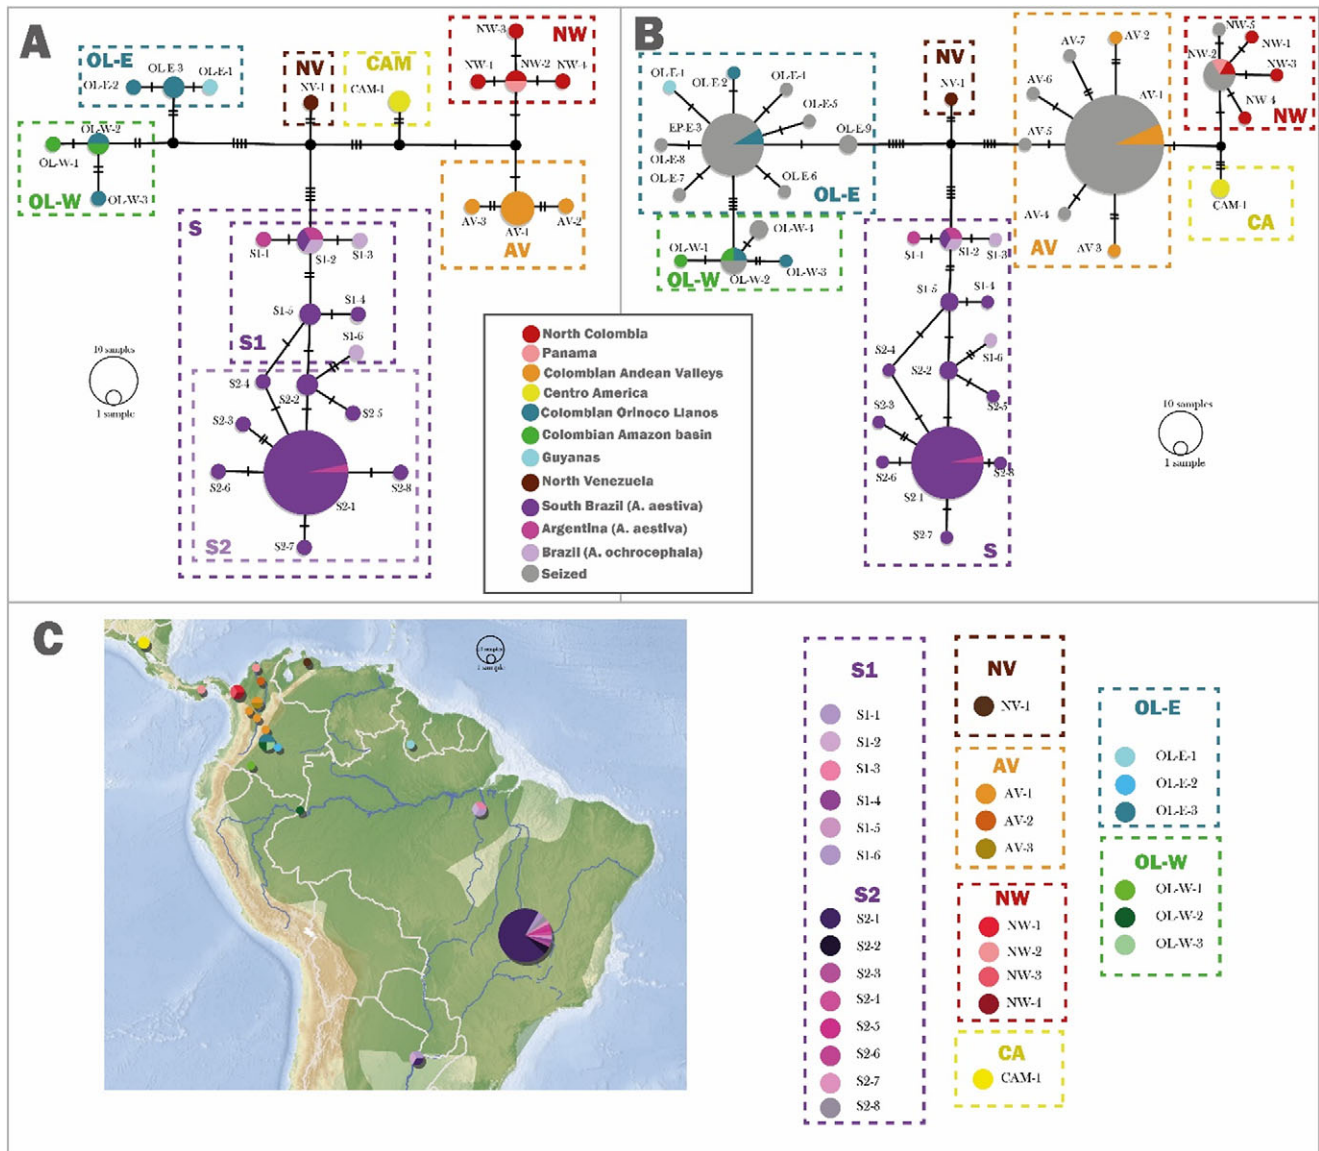 A
OL-E
OL-E-3
OL-E-2
OL-E-1
NV
NV-1
CAM
CAM-1
NW-3
NW
NW-1
NW-2
NW-4
OL-W-2
OL-W-1
OL-W-3
OL-W
AV-3
AV-1
AV-2
AV
S
S1-1
S1-2
S1-3
S1-5
S1-4
S1-6
S1
S2-4
S2-2
S2-3
S2-5
S2-6
S2-1
S2-8
S2-7
S2
10 samples
1 sample
North Colombia
Panama
Colombian Andean Valleys
Centro America
Colombian Orinoco Llanos
Colombian Amazon basin
Guyanas
North Venezuela
South Brazil (A. aestiva)
Argentina (A. aestiva)
Brazil (A. ochrocephala)
Seized
B
OL-E-1
OL-E-2
OL-E-4
OL-E-5
EP-E-3
OL-E-9
OL-E-8
OL-E-7
OL-E-6
OL-E
OL-W-1
OL-W-4
OL-W
OL-W-2
OL-W-3
NV
NV-1
AV-7
AV-2
AV-6
AV-1
AV-5
AV-4
AV-3
AV
NW-5
NW-2
NW-1
NW-3
NW-4
NW
CAM-1
CA
S1-1
S1-2
S1-3
S1-5
S1-4
S2-4
S1-6
S2-2
S2-3
S2-5
S2-6
S2-1
S2-8
S2-7
S
10 samples
1 sample
C
1 sample
S1
S1-1
S1-2
S1-3
S1-4
S1-5
S1-6
S2
S2-1
S2-2
S2-3
S2-4
S2-5
S2-6
S2-7
S2-8
NV
NV-1
AV
AV-1
AV-2
AV-3
NW
NW-1
NW-2
NW-3
NW-4
CA
CAM-1
OL-E
OL-E-1
OL-E-2
OL-E-3
OL-W
OL-W-1
OL-W-2
OL-W-3